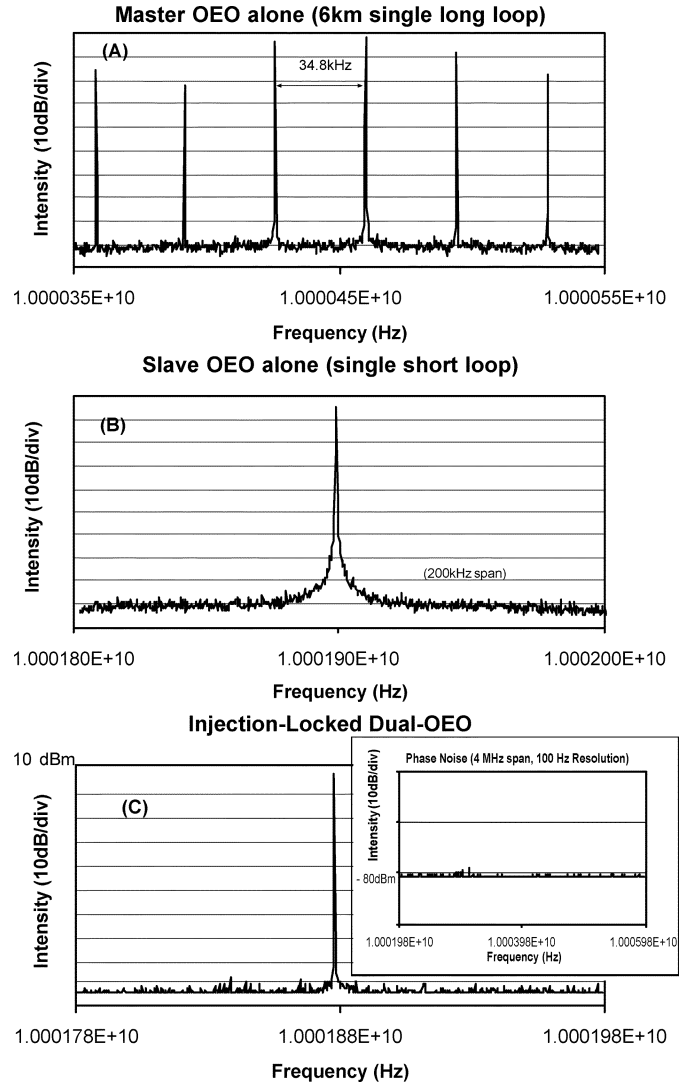 Master OEO alone (6km single long loop)
(A)
34.8kHz
Intensity (10dB/div)
1.000035E+10 1.000045E+10 1.000055E+10
Frequency (Hz)
Slave OEO alone (single short loop)
(B)
Intensity (10dB/div)
(200kHz span)
1.000180E+10 1.000190E+10 1.000200E+10
Frequency (Hz)
Injection-Locked Dual-OEO
10 dBm
(C)
Intensity (10dB/div)
Phase Noise (4 MHz span, 100 Hz Resolution)
Intensity (10dB/div)
- 80dBm
1.000198E+10 1.000398E+10 1.000598E+10
Frequency (Hz)
1.000178E+10 1.000188E+10 1.000198E+10
Frequency (Hz)